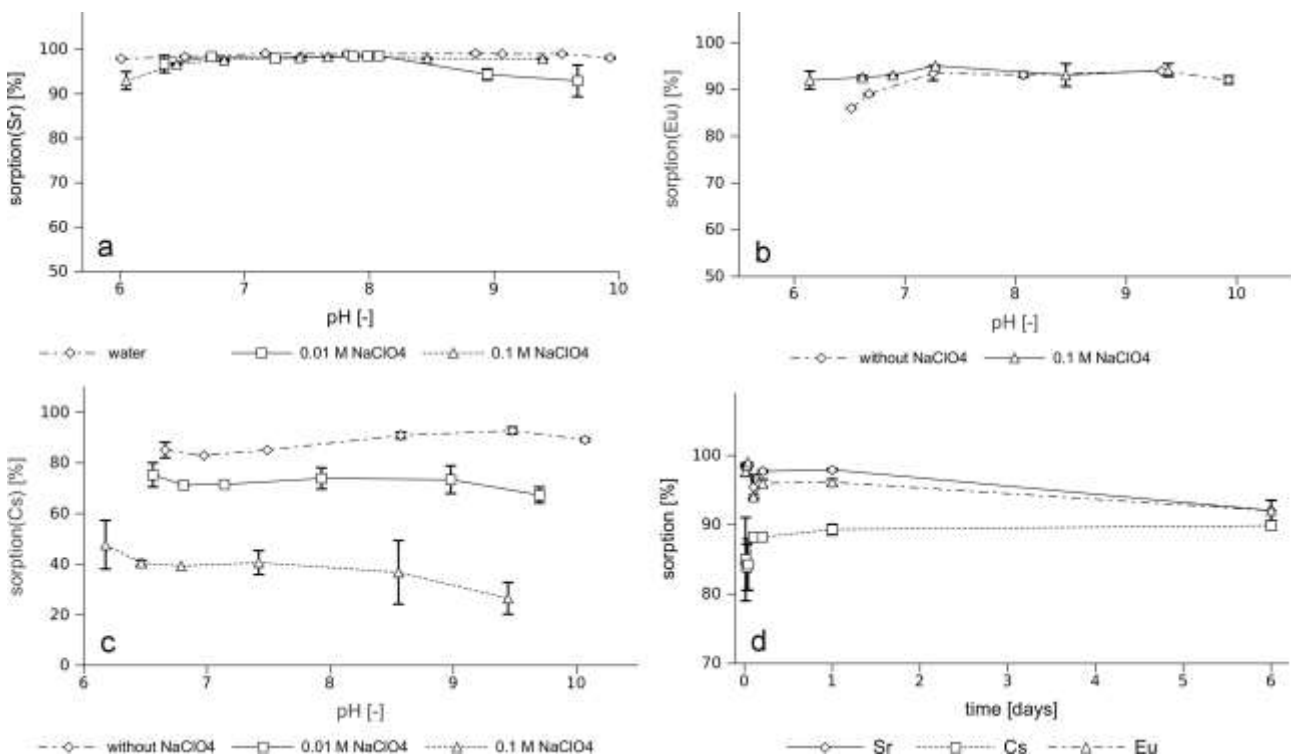 sorption(Sr) [%]
100
90
80
70
60
50
a
6 7 8 9 10
pH [-]
water 0.01 M NaClO4 0.1 M NaClO4
sorption(Eu) [%]
100
90
80
70
60
50
b
6 7 8 9 10
pH [-]
without NaClO4 0.1 M NaClO4
sorption(Cs) [%]
100
80
60
40
20
0
c
6 7 8 9 10
pH [-]
without NaClO4 0.01 M NaClO4 0.1 M NaClO4
sorption [%]
100
90
80
70
d
0 1 2 3 4 5 6
time [days]
Sr Cs Eu